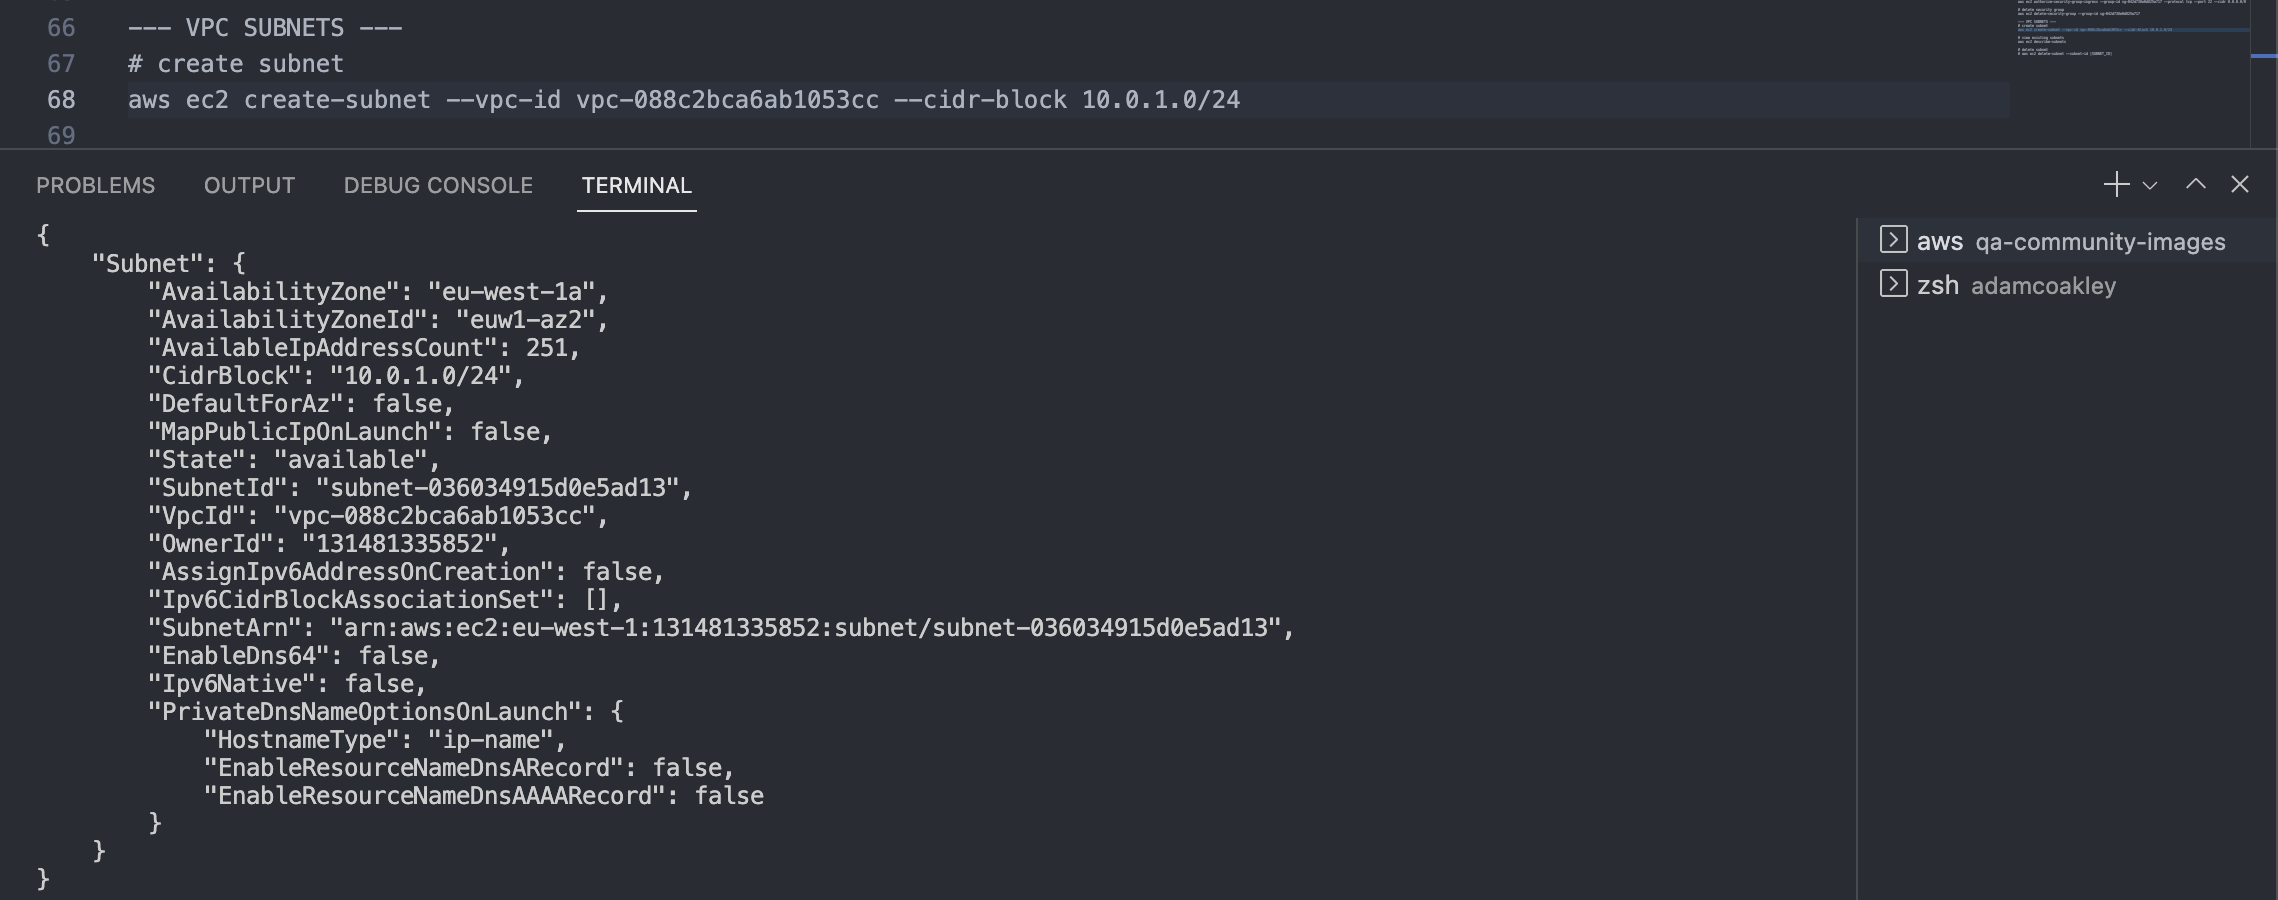 66 --- VPC SUBNETS ---
67 # create subnet
68 aws ec2 create-subnet --vpc-id vpc-088c2bca6ab1053cc --cidr-block 10.0.1.0/24
69
PROBLEMS OUTPUT DEBUG CONSOLE TERMINAL
{
    "Subnet": {
        "AvailabilityZone": "eu-west-1a",
        "AvailabilityZoneId": "euw1-az2",
        "AvailableIpAddressCount": 251,
        "CidrBlock": "10.0.1.0/24",
        "DefaultForAz": false,
        "MapPublicIpOnLaunch": false,
        "State": "available",
        "SubnetId": "subnet-036034915d0e5ad13",
        "VpcId": "vpc-088c2bca6ab1053cc",
        "OwnerId": "131481335852",
        "AssignIpv6AddressOnCreation": false,
        "Ipv6CidrBlockAssociationSet": [],
        "SubnetArn": "arn:aws:ec2:eu-west-1:131481335852:subnet/subnet-036034915d0e5ad13",
        "EnableDns64": false,
        "Ipv6Native": false,
        "PrivateDnsNameOptionsOnLaunch": {
            "HostnameType": "ip-name",
            "EnableResourceNameDnsARecord": false,
            "EnableResourceNameDnsAAAARecord": false
        }
    }
}
aws qa-community-images
zsh adamcoakley